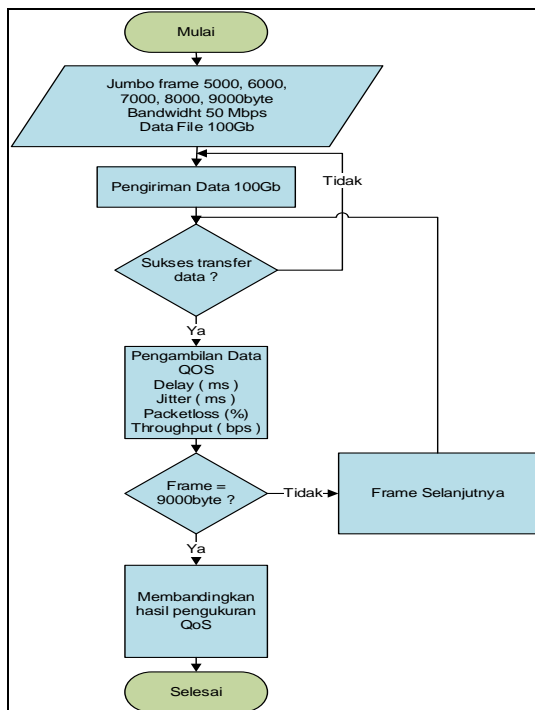 Mulai
Jumbo frame 5000, 6000,
7000, 8000, 9000byte
Bandwidht 50 Mbps
Data File 100Gb
Tidak
Pengiriman Data 100Gb
Sukses transfer
data ?
Ya
Pengambilan Data
QOS
Delay ( ms )
Jitter ( ms )
Packetloss (%)
Throughput ( bps )
Frame =
9000byte ?
Tidak
Frame Selanjutnya
Ya
Membandingkan
hasil pengukuran
QoS
Selesai